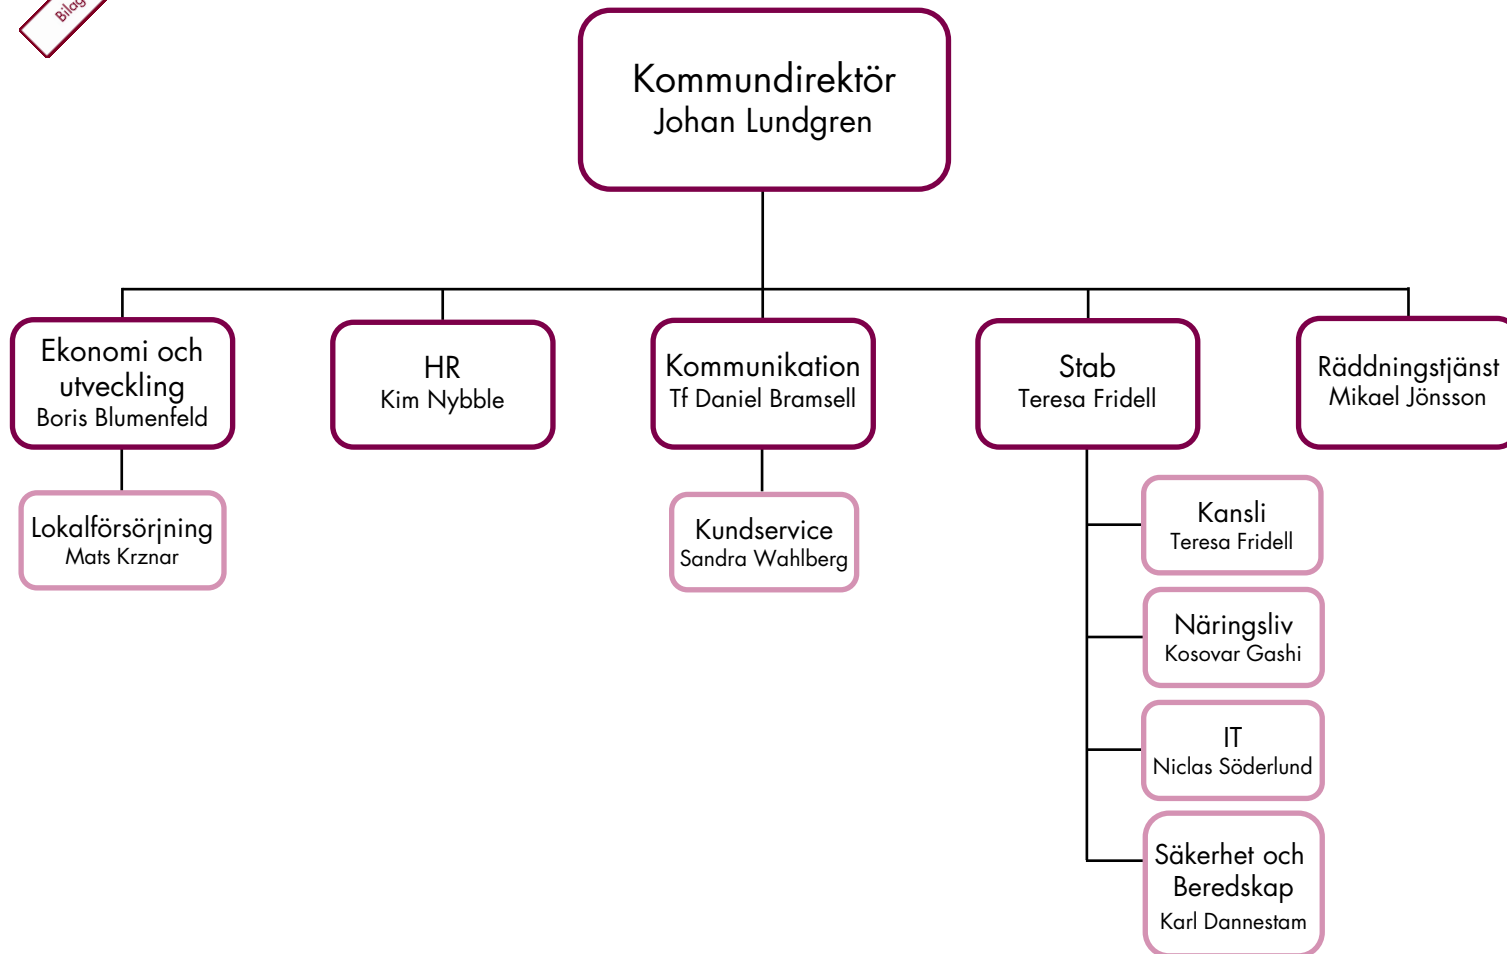 Bilag
Kommundirektör
Johan Lundgren
Ekonomi och
utveckling
Boris Blumenfeld
HR
Kim Nybble
Kommunikation
Tf Daniel Bramsell
Stab
Teresa Fridell
Räddningstjänst
Mikael Jönsson
Lokalförsörjning
Mats Krznar
Kundservice
Sandra Wahlberg
Kansli
Teresa Fridell
Näringsliv
Kosovar Gashi
IT
Niclas Söderlund
Säkerhet och
Beredskap
Karl Dannestam